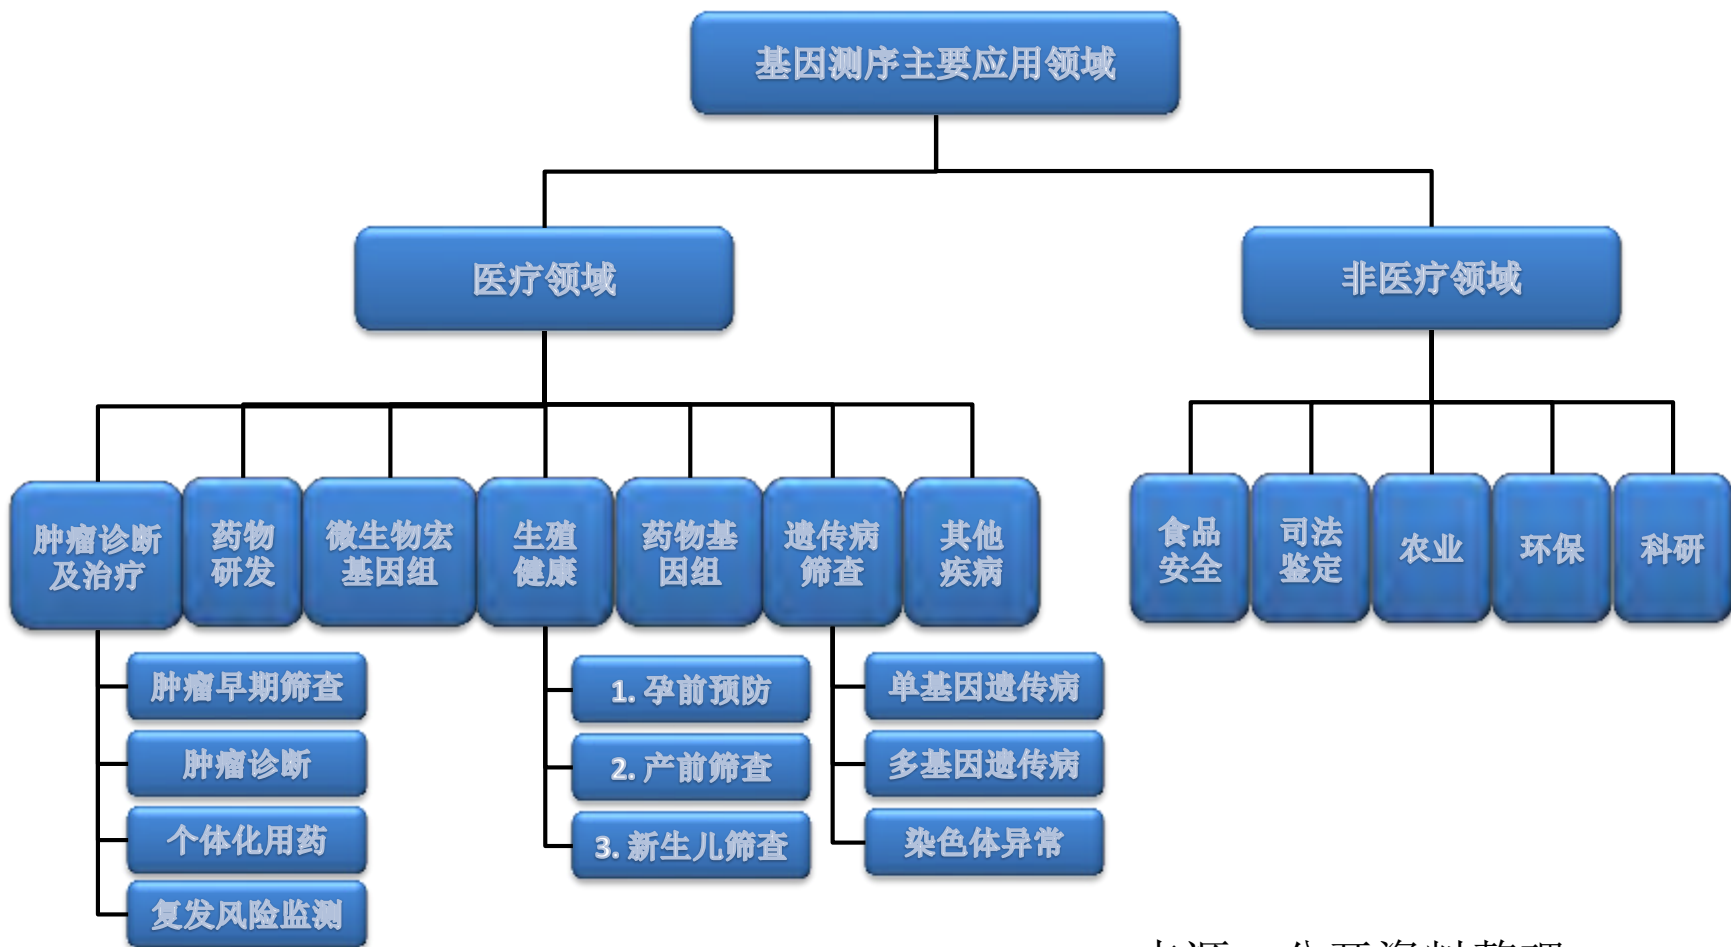 基因测序主要应用领域
医疗领域
非医疗领域
肿瘤诊断
及治疗
药物
研发
微生物宏
基因组
生殖
健康
药物基
因组
遗传病
筛查
其他
疾病
食品
安全
司法
鉴定
农业
环保
科研
肿瘤早期筛查
肿瘤诊断
个体化用药
复发风险监测
1. 孕前预防
2. 产前筛查
3. 新生儿筛查
单基因遗传病
多基因遗传病
染色体异常